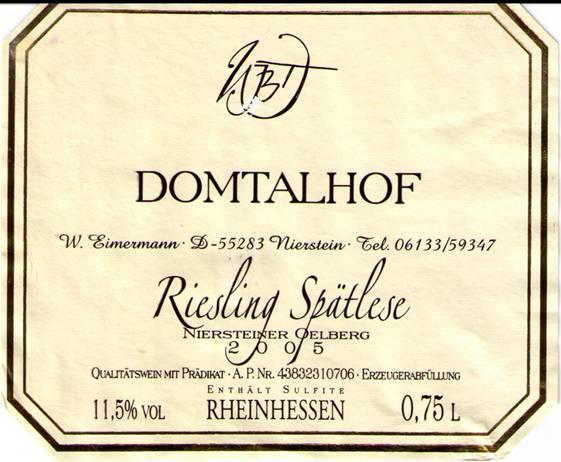 DOMTALHOF
W. Eimermann · D-55283 Nierstein · Tel. 06133/59347
Riesling Spätlese
NIERSTEINER OELBERG
2005
QUALITÄTSWEIN MIT PRÄDIKAT · A. P. NR. 43832310706 · ERZEUGERABFÜLLUNG
ENTHÄLT SULFITE
11,5% VOL RHEINHESSEN 0,75 L